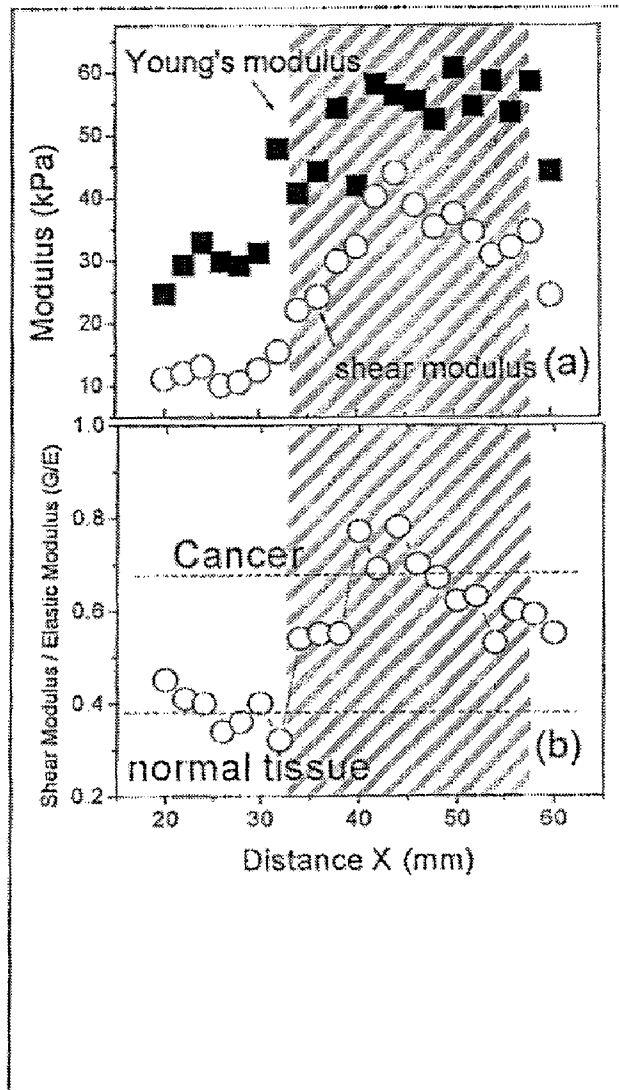 Young's modulus
60
50
40
30
20
10
Modulus (kPa)
shear modulus (a)
1.0
0.8
0.6
0.4
0.2
Shear Modulus / Elastic Modulus (G/E)
Cancer
normal tissue
(b)
20 30 40 50 60
Distance X (mm)